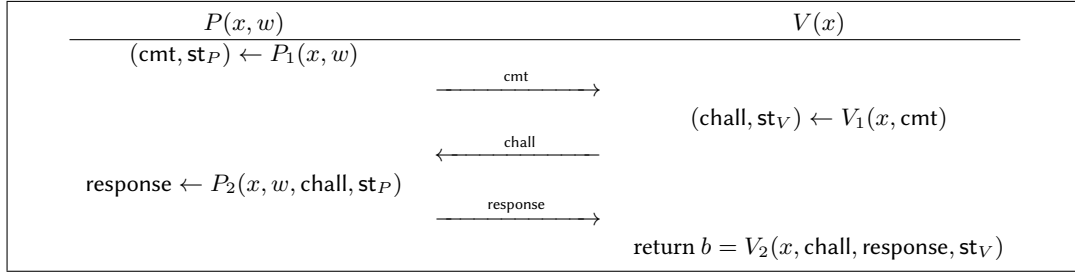 P(x, w) V(x)
(cmt, st_P) ← P_1(x, w)
cmt
(chall, st_V) ← V_1(x, cmt)
chall
response ← P_2(x, w, chall, st_P)
response
return b = V_2(x, chall, response, st_V)